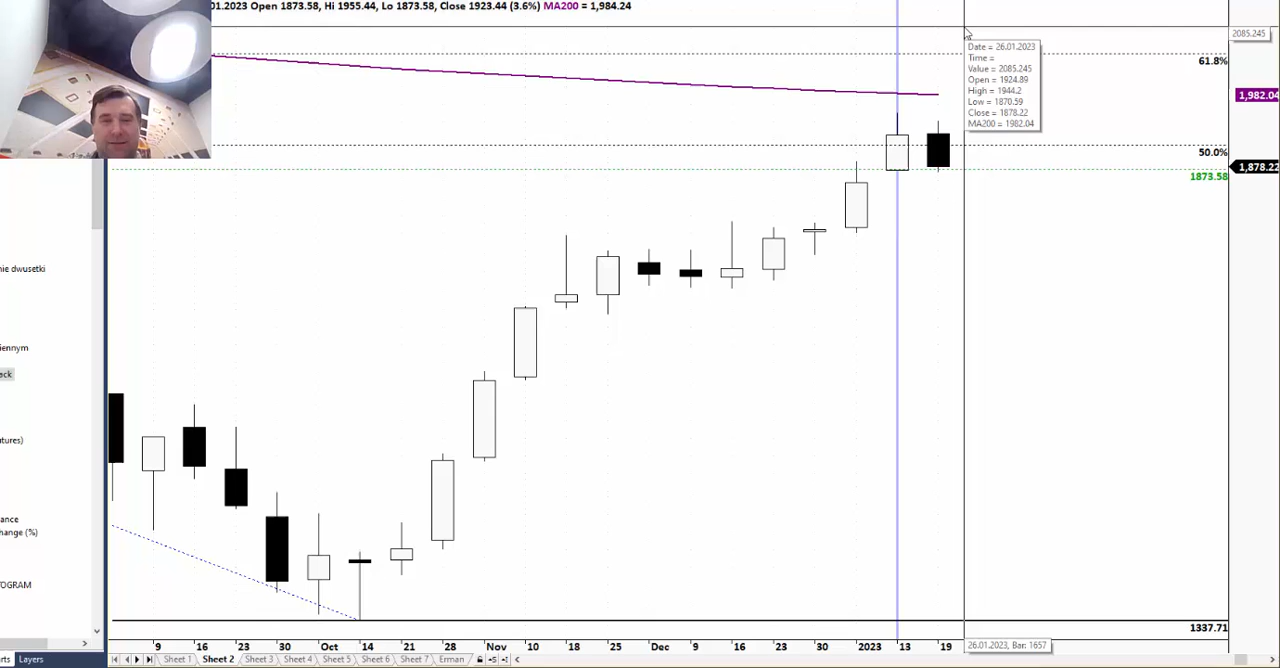 01.2023 Open 1873.58, Hi 1955.44, Lo 1873.58, Close 1923.44 (3.6%) MA200 = 1,984.24
2085.245
Date = 26.01.2023
Time =
Value = 2085.245
Open = 1924.89
High = 1944.2
Low = 1870.59
Close = 1878.22
MA200 = 1982.04
61.8%
1,982.04
50.0%
1,878.22
1873.58
nie dwusetki
iennym
ack
utures)
ance
hange (%)
OGRAM
1337.71
9 16 23 30 Oct 14 21 28 Nov 10 18 25 Dec 9 16 23 30 2023 '13 '19
26.01.2023, Bar: 1657
rts Layers Sheet 1 Sheet 2 Sheet 3 Sheet 4 Sheet 5 Sheet 6 Sheet 7 Erman